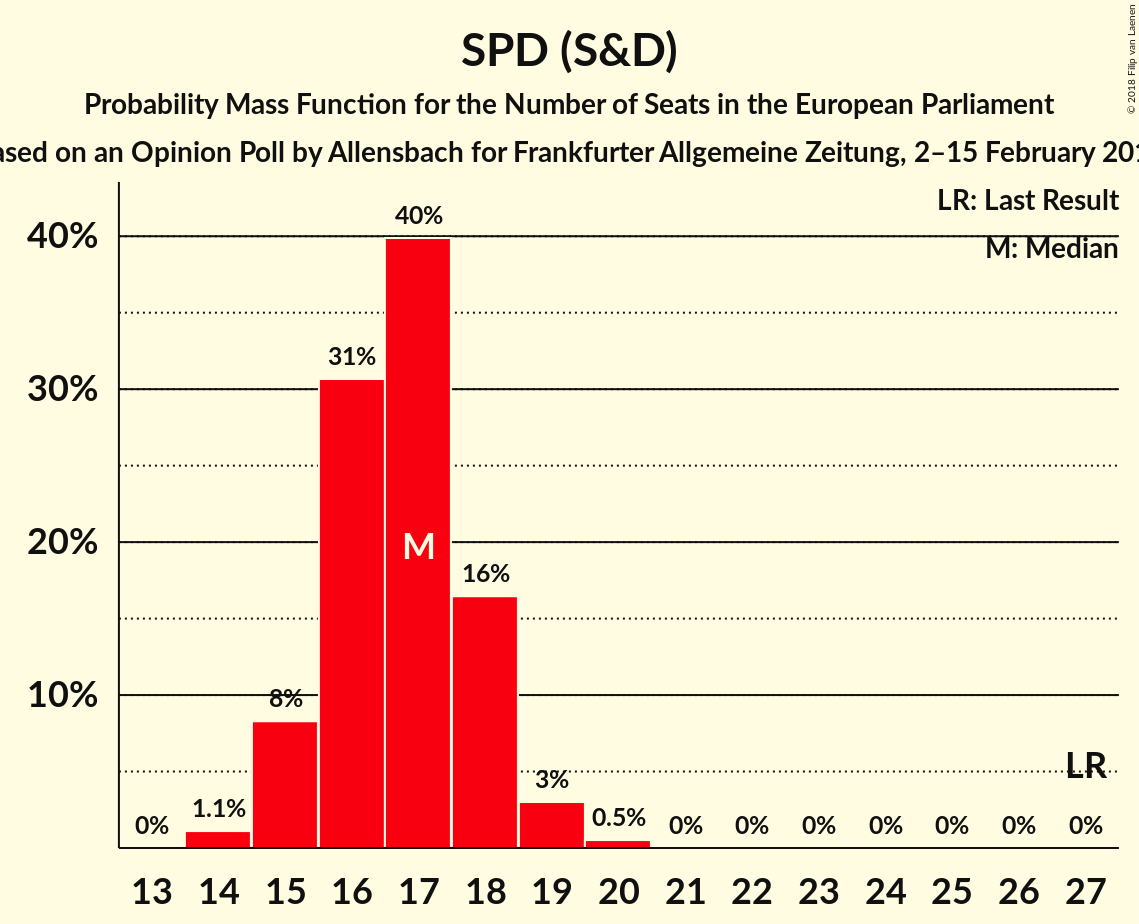 SPD (S&D)
Probability Mass Function for the Number of Seats in the European Parliament
on an Opinion Poll by Allensbach for Frankfurter Allgemeine Zeitung, 2–15 February
© 2018 Filip van Laenen
LR: Last Result
M: Median
40%
30%
20%
10%
0%
1.1%
8%
31%
40%
M
16%
3%
0.5%
0%
0%
0%
0%
0%
0%
0%
LR
13 14 15 16 17 18 19 20 21 22 23 24 25 26 27